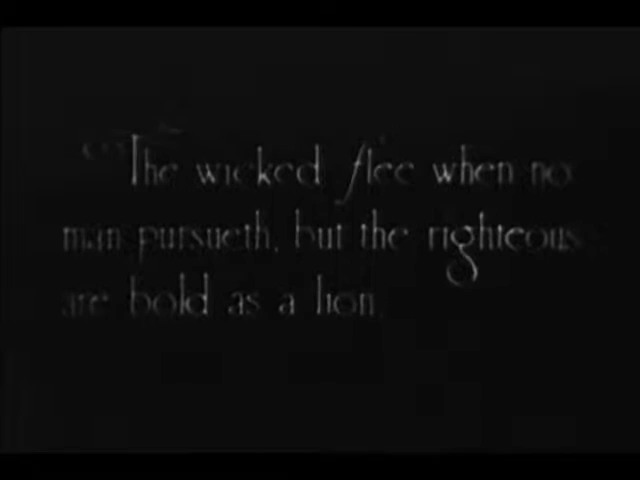 The wicked flee when no
man pursueth, but the righteous
are bold as a lion.